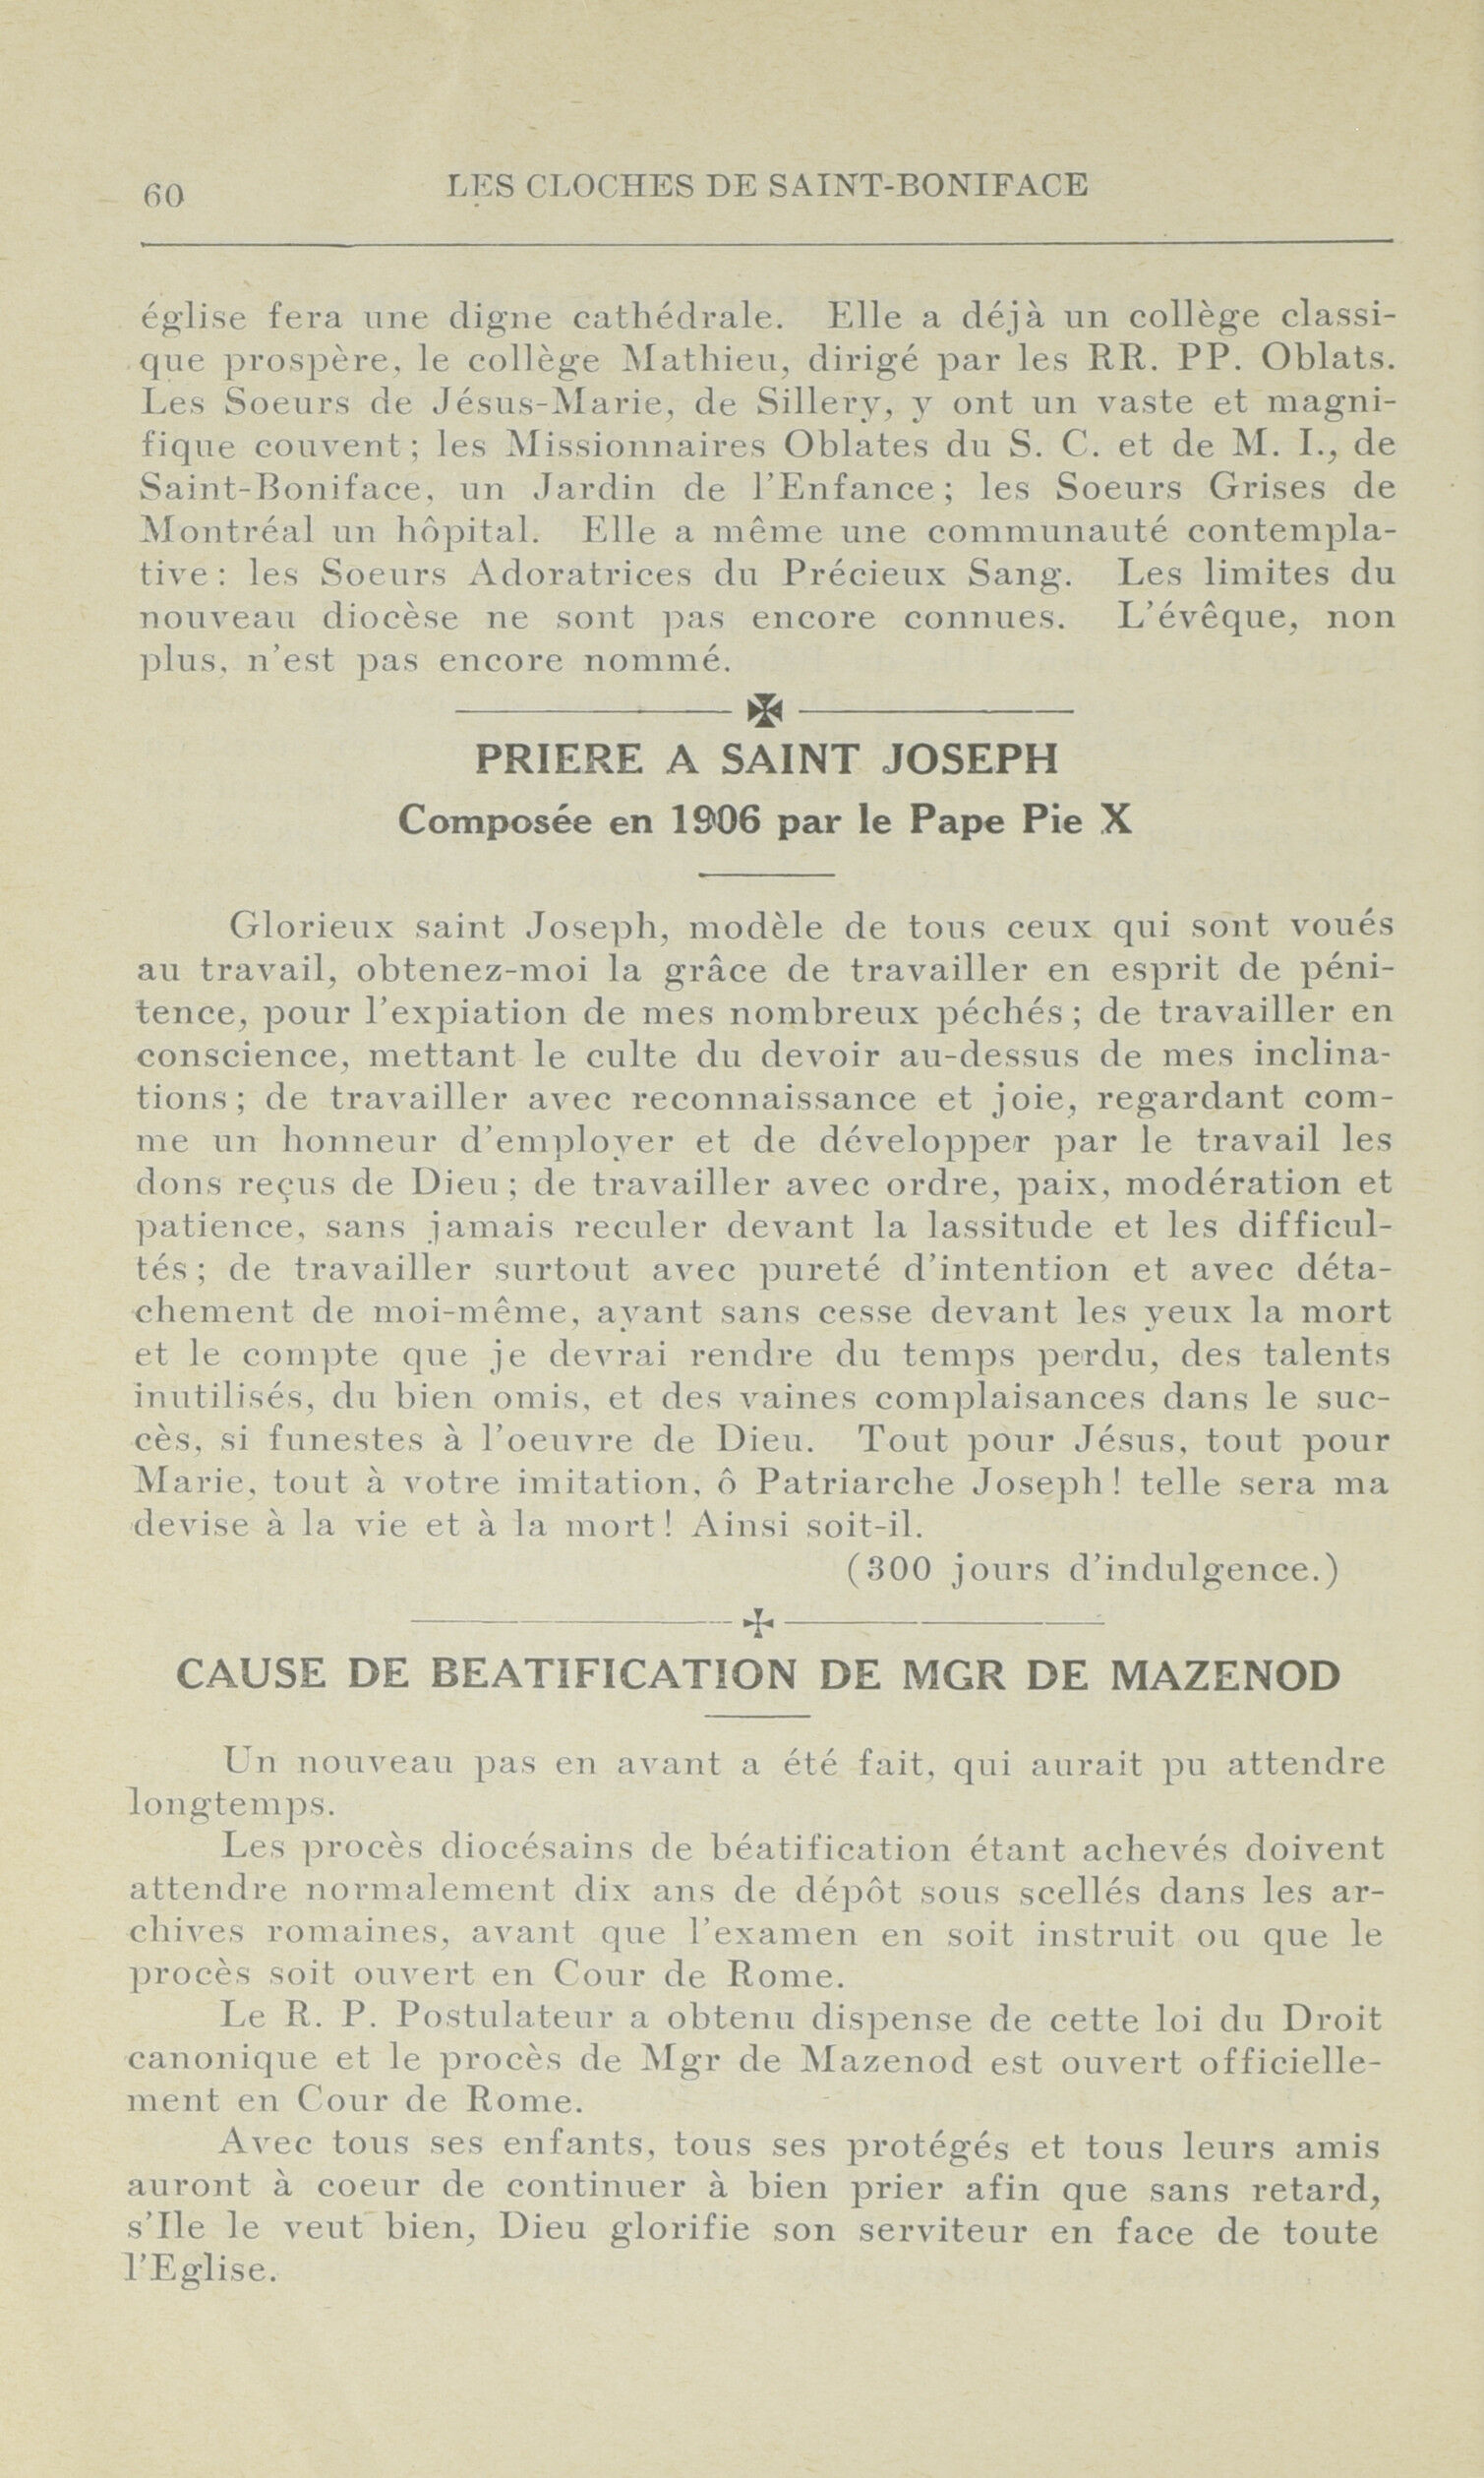 60
LES CLOCHES DE SAINT-BONIFACE
église fera une digne cathédrale. Elle a déjà un collège classi-
que prospère, le collège Mathieu, dirigé par les RR. PP. Oblats.
Les Soeurs de Jésus-Marie, de Sillery, y ont un vaste et magni-
fique couvent; les Missionnaires Oblates du S. C. et de M. I., de
Saint-Boniface, un Jardin de l'Enfance; les Soeurs Grises de
Montréal un hôpital. Elle a même une communauté contempla-
tive: les Soeurs Adoratrices du Précieux Sang. Les limites du
nouveau diocèse ne sont pas encore connues. L'évêque, non
plus, n'est pas encore nommé.
PRIERE A SAINT JOSEPH
Composée en 1906 par le Pape Pie X
Glorieux saint Joseph, modèle de tous ceux qui sont voués
au travail, obtenez-moi la grâce de travailler en esprit de péni-
tence, pour l'expiation de mes nombreux péchés; de travailler en
conscience, mettant le culte du devoir au-dessus de mes inclina-
tions; de travailler avec reconnaissance et joie, regardant com-
me un honneur d'employer et de développer par le travail les
dons reçus de Dieu; de travailler avec ordre, paix, modération et
patience, sans jamais reculer devant la lassitude et les difficul-
tés; de travailler surtout avec pureté d'intention et avec déta-
chement de moi-même, ayant sans cesse devant les yeux la mort
et le compte que je devrai rendre du temps perdu, des talents
inutilisés, du bien omis, et des vaines complaisances dans le suc-
cès, si funestes à l'oeuvre de Dieu. Tout pour Jésus, tout pour
Marie, tout à votre imitation, ô Patriarche Joseph! telle sera ma
devise à la vie et à la mort! Ainsi soit-il.
(300 jours d'indulgence.)
CAUSE DE BEATIFICATION DE MGR DE MAZENOD
Un nouveau pas en avant a été fait, qui aurait pu attendre
longtemps.
Les procès diocésains de béatification étant achevés doivent
attendre normalement dix ans de dépôt sous scellés dans les ar-
chives romaines, avant que l'examen en soit instruit ou que le
procès soit ouvert en Cour de Rome.
Le R. P. Postulateur a obtenu dispense de cette loi du Droit
canonique et le procès de Mgr de Mazenod est ouvert officielle-
ment en Cour de Rome.
Avec tous ses enfants, tous ses protégés et tous leurs amis
auront à coeur de continuer à bien prier afin que sans retard,
s'Ile le veut bien, Dieu glorifie son serviteur en face de toute
l'Eglise.